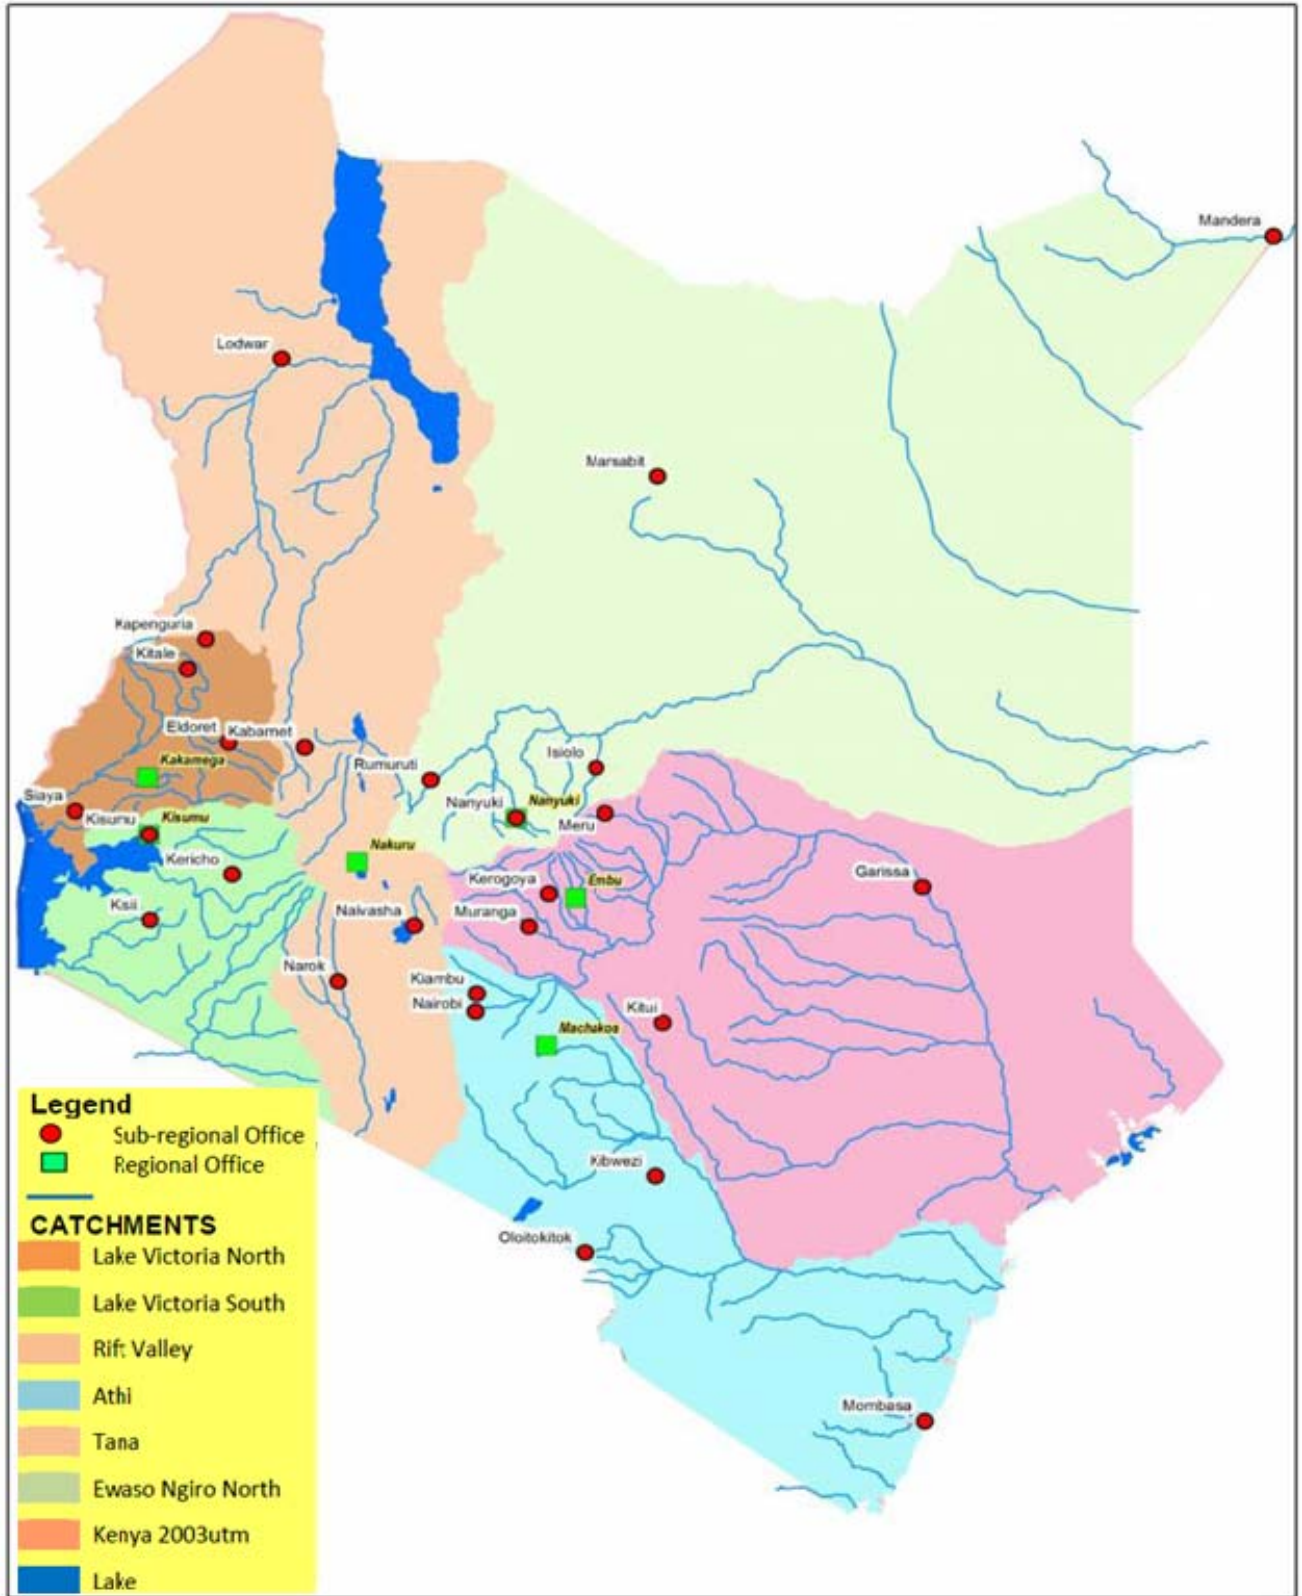 Mandera
Lodwar
Marsabit
Kapenguria
Kitale
Eldoret
Kabarnet
Kakamega
Rumuruti
Isiolo
Siaya
Kisumu
Kisumu
Nanyuki
Nanyuki
Meru
Kericho
Nakuru
Kerogoya
Embu
Garissa
Ksii
Naivasha
Muranga
Narok
Kiambu
Nairobi
Kitui
Machakos
Kibwezi
Oloitokitok
Mombasa
Legend
Sub-regional Office
Regional Office
CATCHMENTS
Lake Victoria North
Lake Victoria South
Rift Valley
Athi
Tana
Ewaso Ngiro North
Kenya 2003utm
Lake